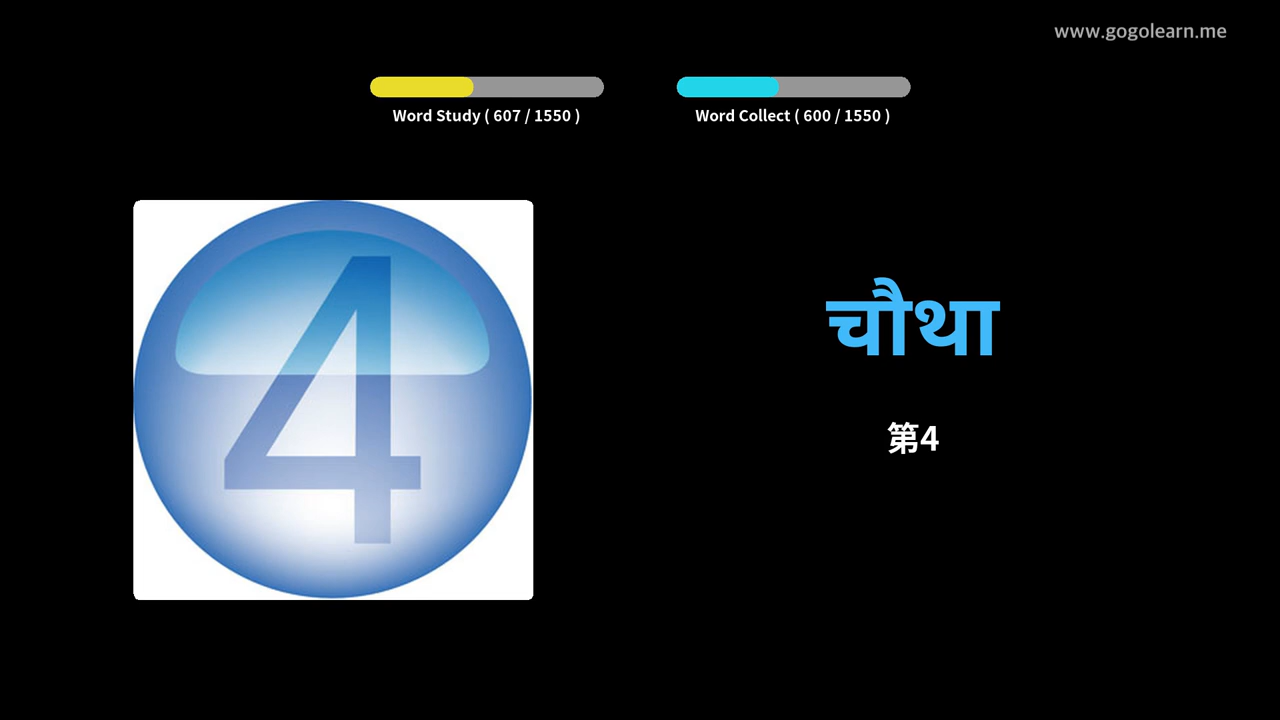 www.gogolearn.me
Word Study ( 607 / 1550 )
Word Collect ( 600 / 1550 )
4
चौथा
第4